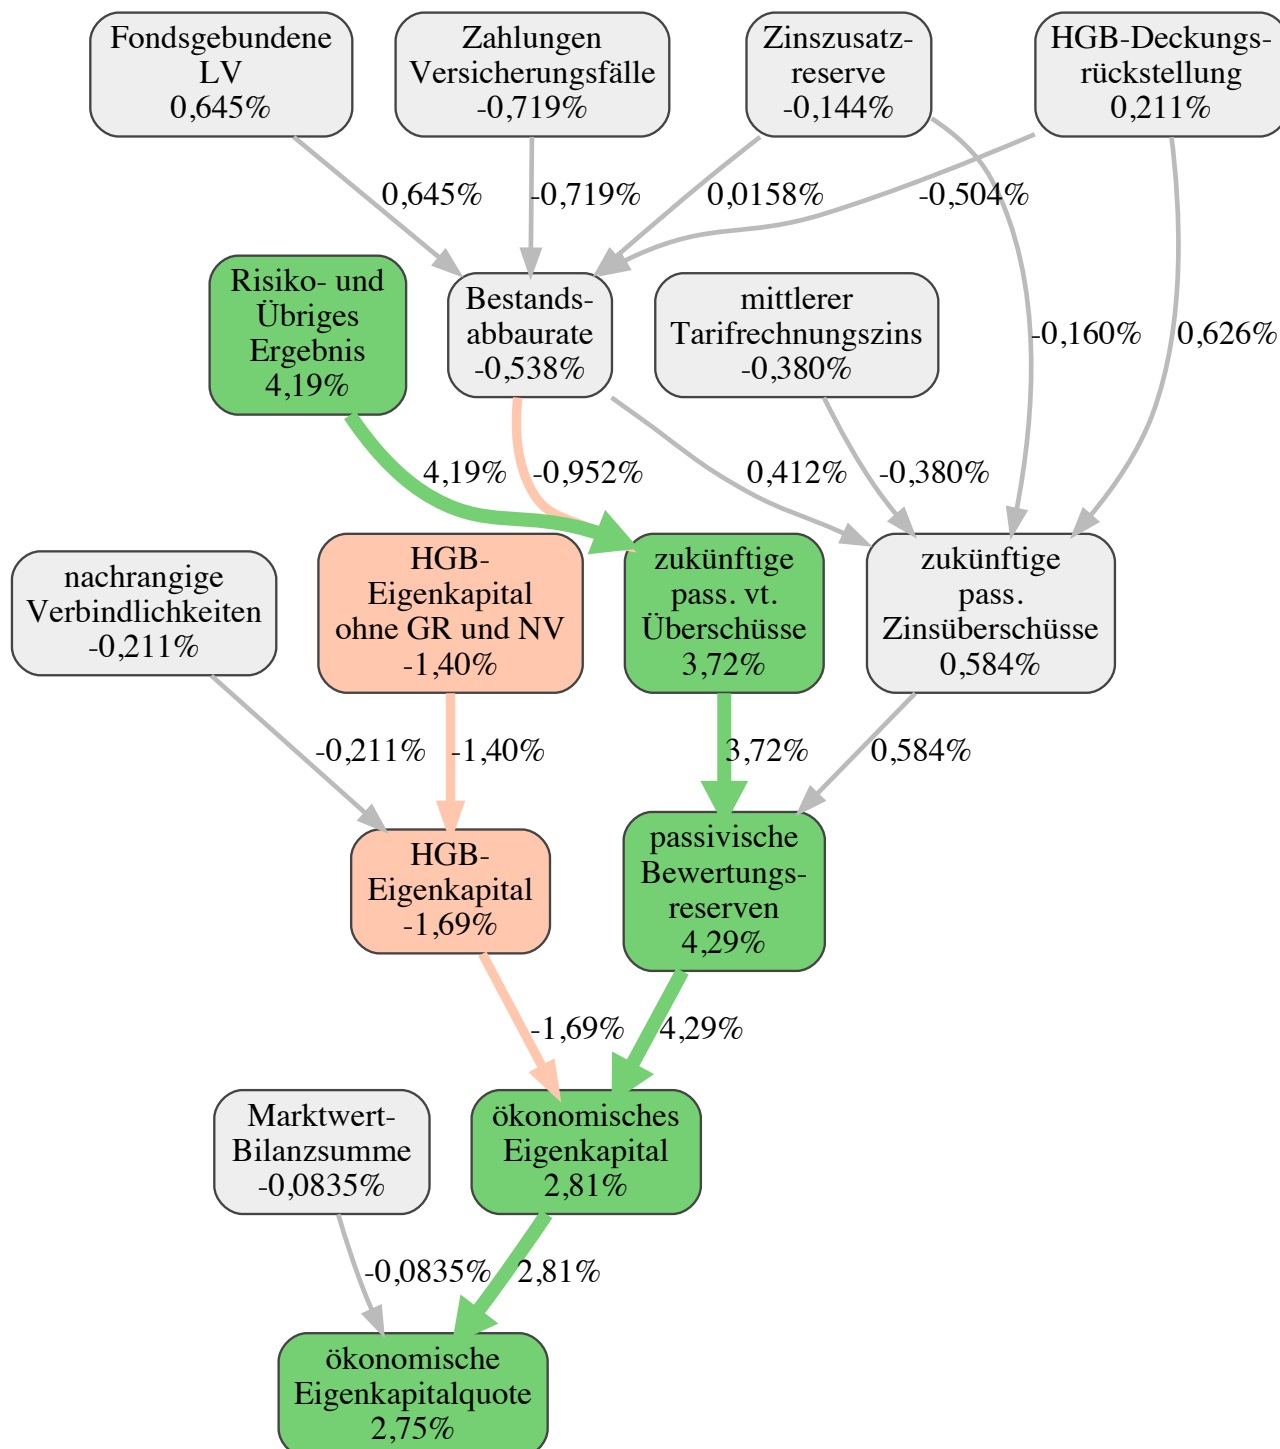 Fondsgebundene
LV
0,645%
Zahlungen
Versicherungsfälle
-0,719%
Zinszusatz-
reserve
-0,144%
HGB-Deckungs-
rückstellung
0,211%
0,645%
-0,719%
0,0158%
-0,504%
Risiko- und
Übriges
Ergebnis
4,19%
Bestands-
abbaurate
-0,538%
mittlerer
Tarifrechnungszins
-0,380%
-0,160%
0,626%
4,19%
-0,952%
0,412%
-0,380%
nachrangige
Verbindlichkeiten
-0,211%
HGB-
Eigenkapital
ohne GR und NV
-1,40%
zukünftige
pass. vt.
Überschüsse
3,72%
zukünftige
pass.
Zinsüberschüsse
0,584%
-0,211%
-1,40%
3,72%
0,584%
HGB-
Eigenkapital
-1,69%
passivische
Bewertungs-
reserven
4,29%
-1,69%
4,29%
Marktwert-
Bilanzsumme
-0,0835%
ökonomisches
Eigenkapital
2,81%
-0,0835%
2,81%
ökonomische
Eigenkapitalquote
2,75%